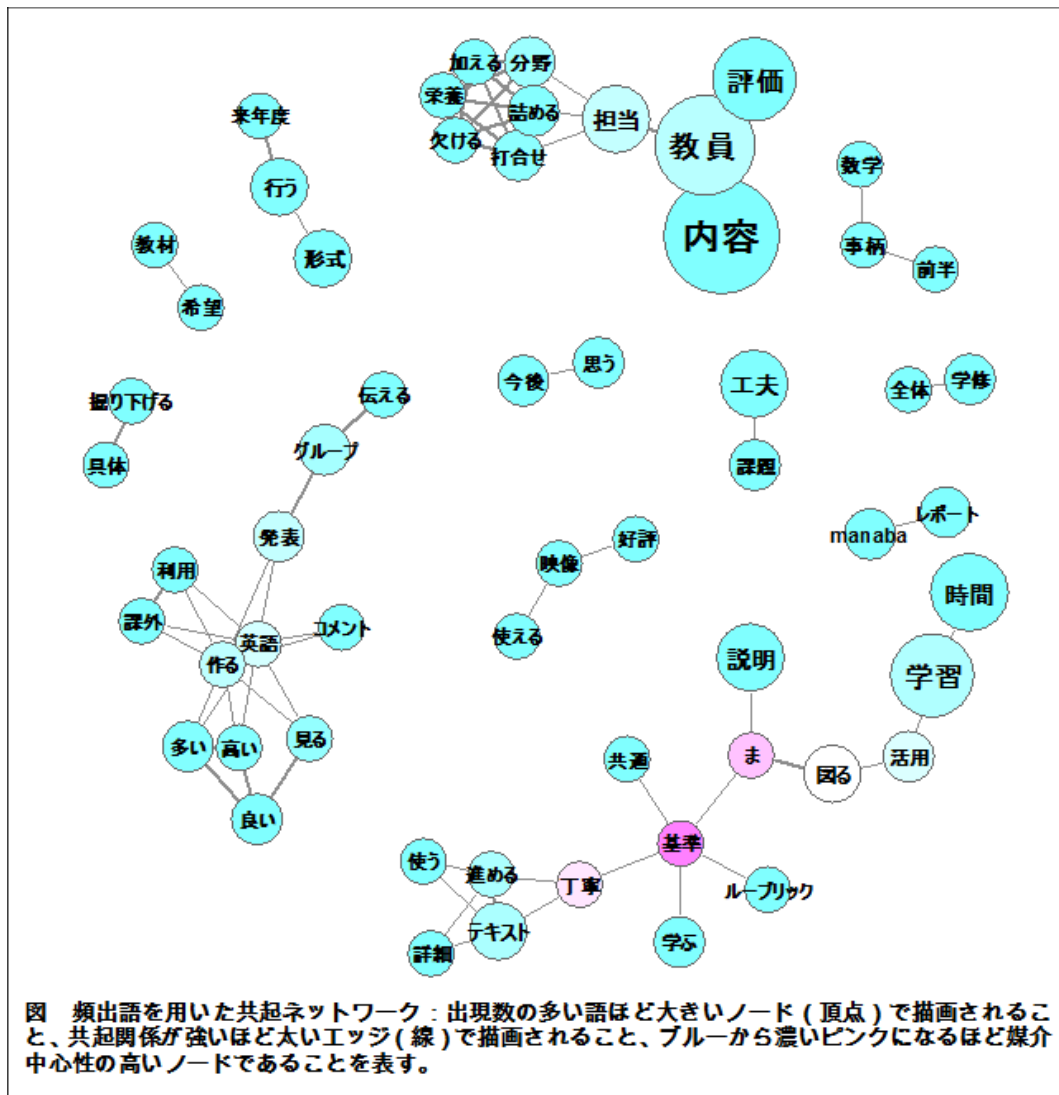 加える
分野
評価
栄養
来年度
詰める
担当
教員
欠ける
打合せ
数学
行う
内容
教材
事柄
形式
前半
希望
思う
今後
工夫
全体
学修
掘り下げる
伝える
グループ
具体
課題
レポート
manaba
発表
好評
映像
利用
時間
課外
コメント
英語
使える
作る
説明
学習
多い
高い
見る
共通
ま
図る
活用
良い
基準
使う
進める
丁寧
ルーブリック
テキスト
詳細
学ぶ
図　頻出語を用いた共起ネットワーク：出現数の多い語ほど大きいノード(頂点)で描画されるこ
と、共起関係が強いほど太いエッジ(線)で描画されること、ブルーから濃いピンクになるほど媒介
中心性の高いノードであることを表す。